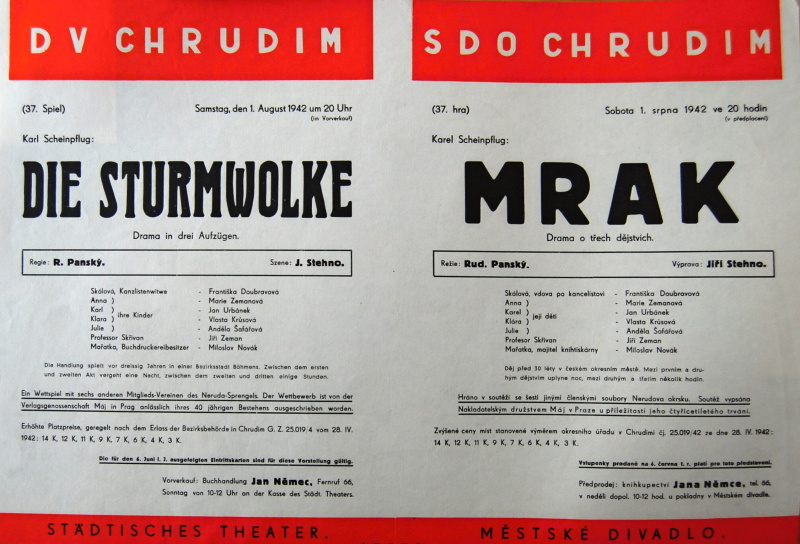 DV CHRUDIM
(37. Spiel)
Samstag, den 1. August 1942 um 20 Uhr
(im Vorverkauf)
Karl Scheinpflug:
DIE STURMWOLKE
Drama in drei Aufzügen.
Regie: R. Panský.
Szene: J. Stehno.
Skálová, Kanzlistenwitwe - Františka Doubravová
Anna ) - Marie Zemanová
Karl ) ihre Kinder - Jan Urbánek
Klara ) - Vlasta Krůsová
Julie ) - Anděla Šafářová
Professor Skřivan - Jiří Zeman
Mařatka, Buchdruckereibesitzer - Miloslav Novák
Die Handlung spielt vor dreissig Jahren in einer Bezirksstadt Böhmens. Zwischen dem ersten
und zweiten Akt vergeht eine Nacht, zwischen dem zweiten und dritten einige Stunden.
Ein Wettspiel mit sechs anderen Mitglieds-Vereinen des Neruda-Sprengels. Der Wettbewerb ist von der
Verlagsgenossenschaft Máj in Prag anlässlich ihres 40 jährigen Bestehens ausgeschrieben worden.
Erhöhte Platzpreise, geregelt nach dem Erlass der Bezirksbehörde in Chrudim G. Z. 25.019/4 vom 28. IV.
1942: 14 K, 12 K, 11 K, 9 K, 7 K, 6 K, 4 K, 3 K.
Die für den 6. Juni l. J. ausgefolgten Eintrittskarten sind für diese Vorstellung gültig.
Vorverkauf: Buchhandlung Jan Němec, Fernruf 66,
Sonntag von 10-12 Uhr an der Kasse des Städt. Theaters.
STÄDTISCHES THEATER.
SDO CHRUDIM
(37. hra)
Sobota 1. srpna 1942 ve 20 hodin
(v předplacení)
Karel Scheinpflug:
MRAK
Drama o třech dějstvích.
Režie: Rud. Panský.
Výprava: Jiří Stehno.
Skálová, vdova po kancelistovi - Františka Doubravová
Anna ) - Marie Zemanová
Karel ) její děti - Jan Urbánek
Klára ) - Vlasta Krůsová
Julie ) - Anděla Šafářová
Profesor Skřivan - Jiří Zeman
Mařatka, majitel knihtiskárny - Miloslav Novák
Děj před 30 léty v českém okresním městě. Mezi prvním a dru-
hým dějstvím uplyne noc, mezi druhým a třetím několik hodin.
Hráno v soutěži se šesti jinými členskými soubory Nerudova okrsku. Soutěž vypsána
Nakladatelským družstvem Máj v Praze u příležitosti jeho čtyřicetiletého trvání.
Zvýšené ceny míst stanovené výměrem okresního úřadu v Chrudimi čj. 25.019/42 ze dne 28. IV. 1942:
14 K, 12 K, 11 K, 9 K, 7 K, 6 K, 4 K, 3 K.
Vstupenky prodané na 6. června t. r. platí pro toto představení.
Předprodej: knihkupectví Jana Němce, tel. 66,
v neděli dopol. 10-12 hod. u pokladny v Městském divadle.
MĚSTSKÉ DIVADLO.